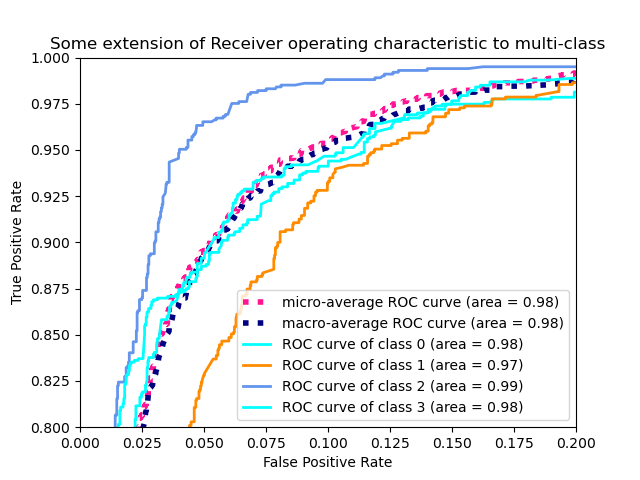 Some extension of Receiver operating characteristic to multi-class
1.000
0.975
0.950
0.925
0.900
0.875
0.850
0.825
0.800
True Positive Rate
micro-average ROC curve (area = 0.98)
macro-average ROC curve (area = 0.98)
ROC curve of class 0 (area = 0.98)
ROC curve of class 1 (area = 0.97)
ROC curve of class 2 (area = 0.99)
ROC curve of class 3 (area = 0.98)
0.000 0.025 0.050 0.075 0.100 0.125 0.150 0.175 0.200
False Positive Rate